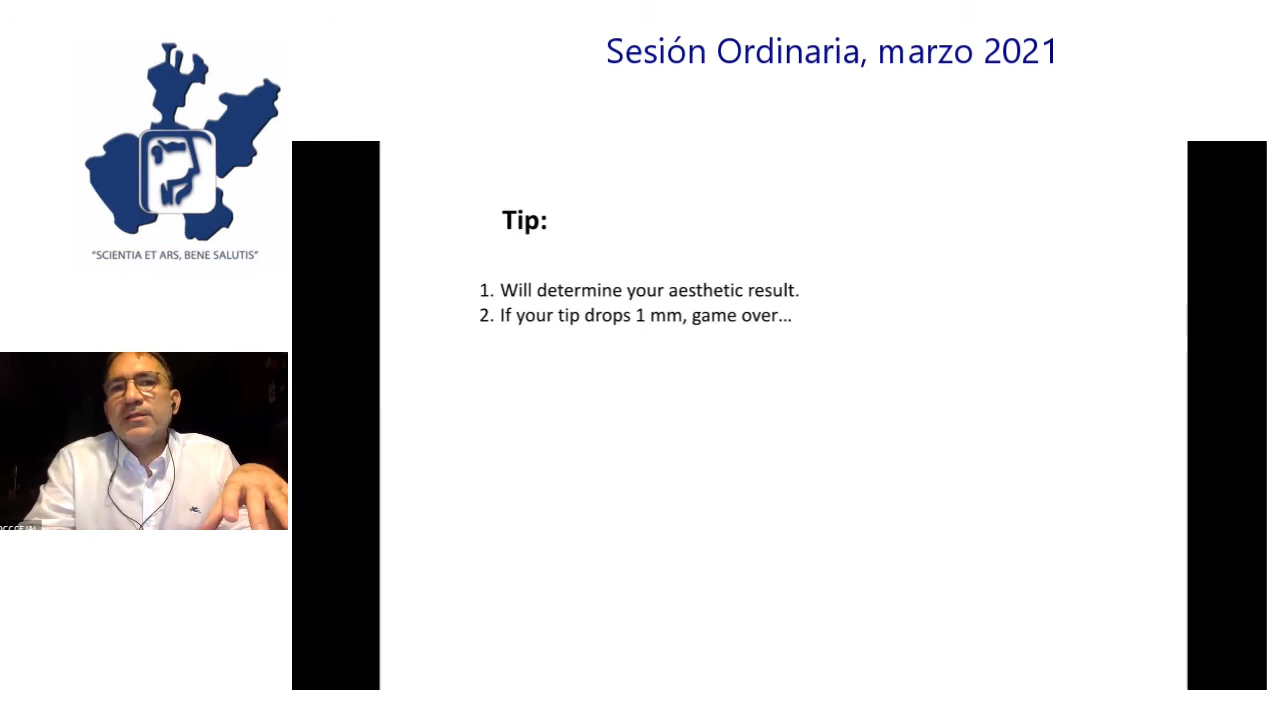 Sesión Ordinaria, marzo 2021
"SCIENTIA ET ARS, BENE SALUTIS"
Tip:
1. Will determine your aesthetic result.
2. If your tip drops 1 mm, game over...